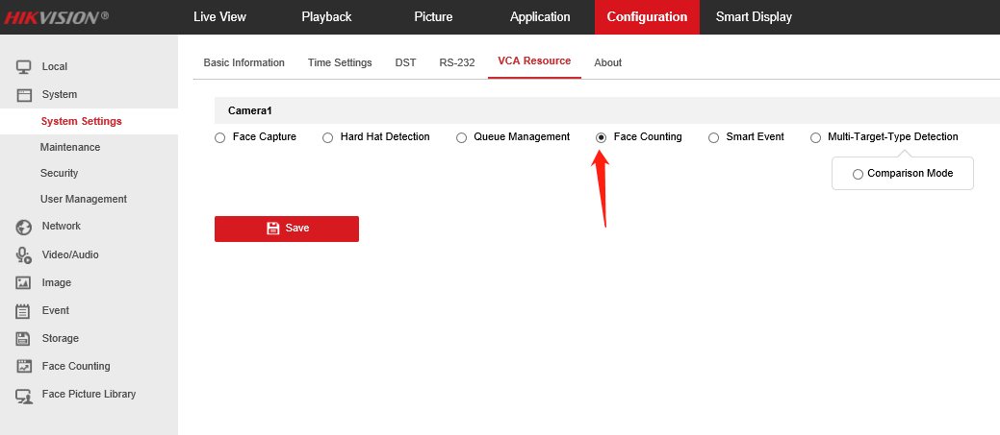 HIKVISION® Live View Playback Picture Application Configuration Smart Display
Local
System
System Settings
Maintenance
Security
User Management
Network
Video/Audio
Image
Event
Storage
Face Counting
Face Picture Library
Basic Information Time Settings DST RS-232 VCA Resource About
Camera1
Face Capture Hard Hat Detection Queue Management Face Counting Smart Event Multi-Target-Type Detection
Comparison Mode
Save